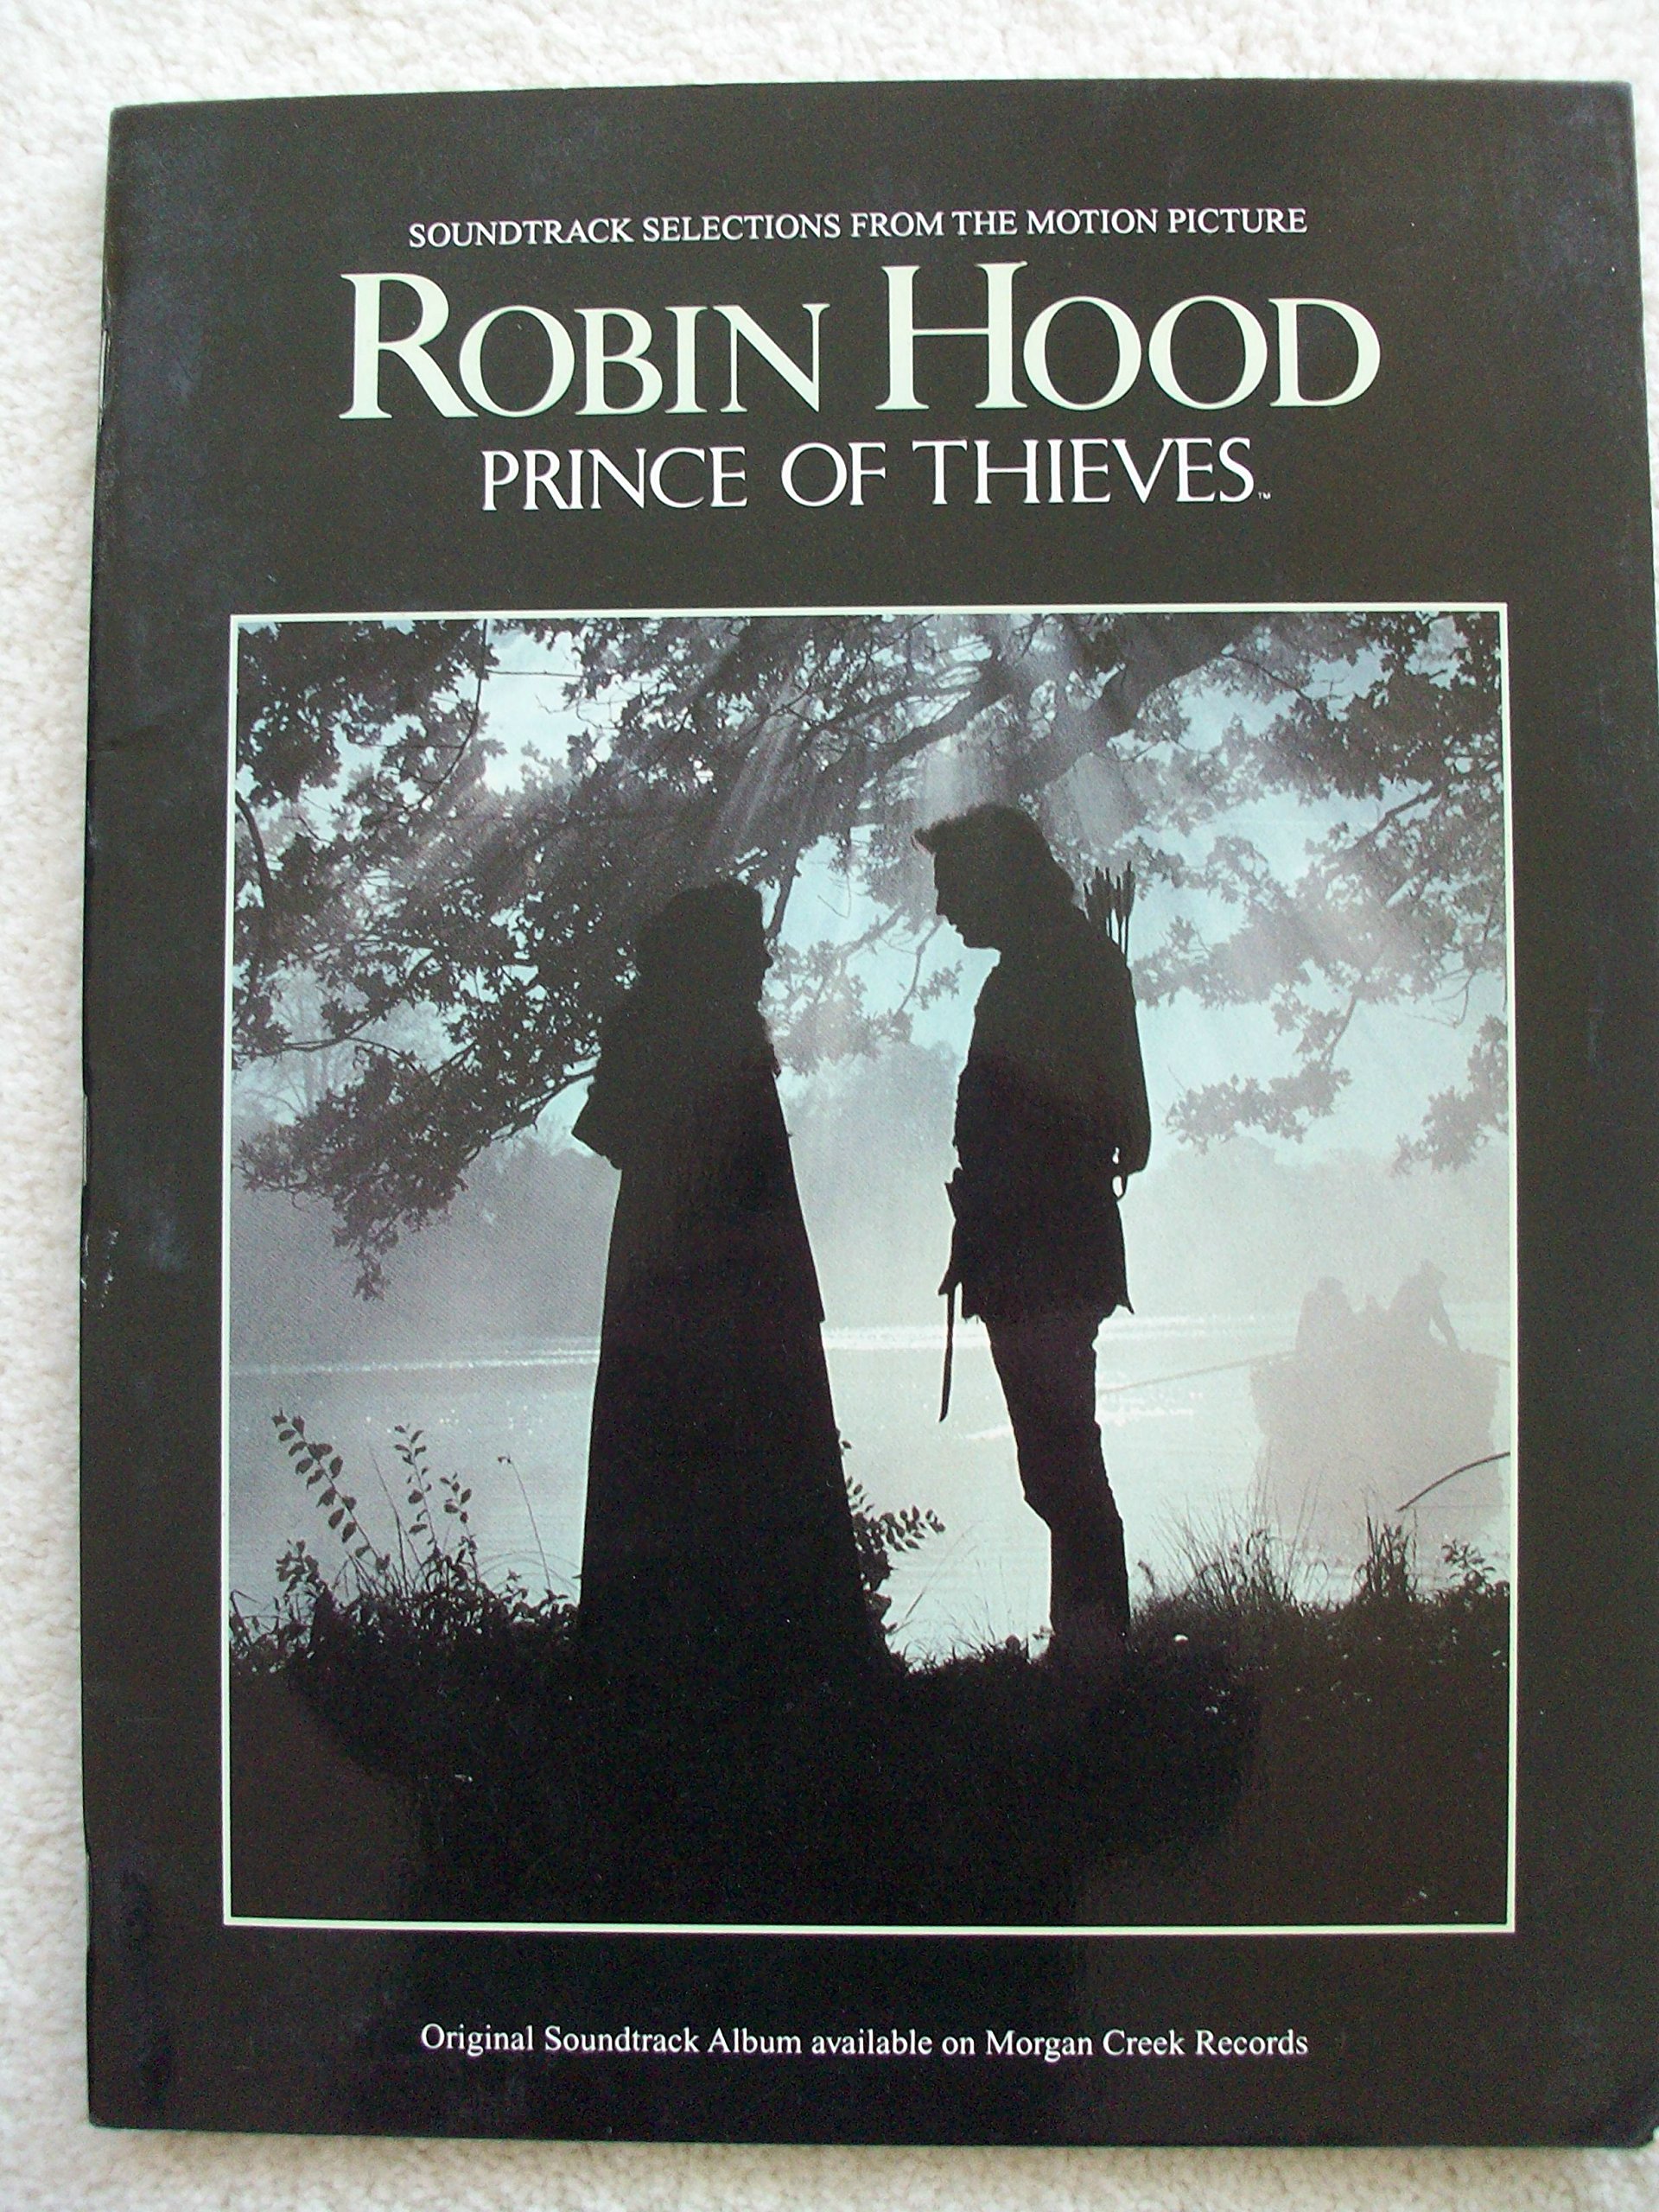 SOUNDTRACK SELECTIONS FROM THE MOTION PICTURE
ROBIN HOOD
PRINCE OF THIEVES™
Original Soundtrack Album available on Morgan Creek Records